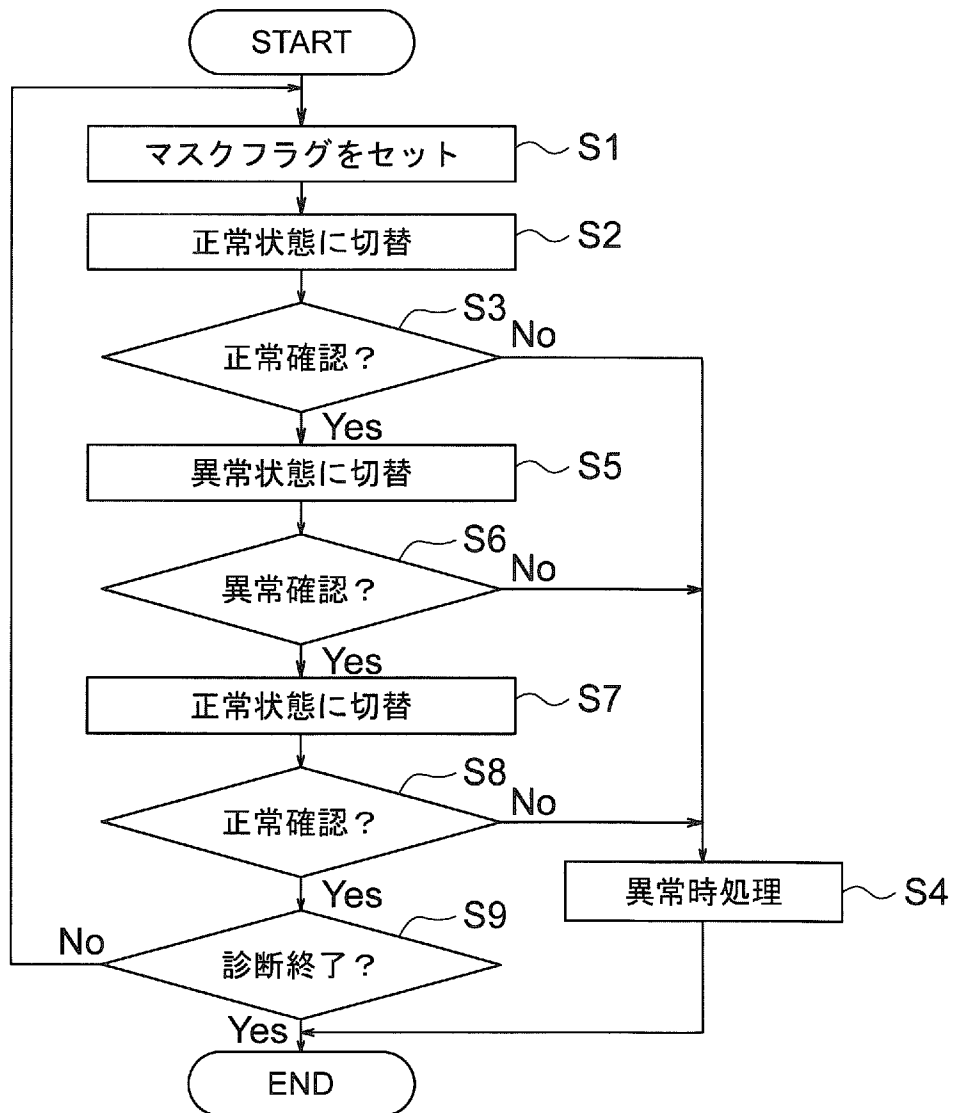 START
マスクフラグをセット
S1
正常状態に切替
S2
S3
正常確認？
No
Yes
異常状態に切替
S5
S6
異常確認？
No
Yes
正常状態に切替
S7
S8
正常確認？
No
Yes
異常時処理
S4
S9
No
診断終了？
Yes
END